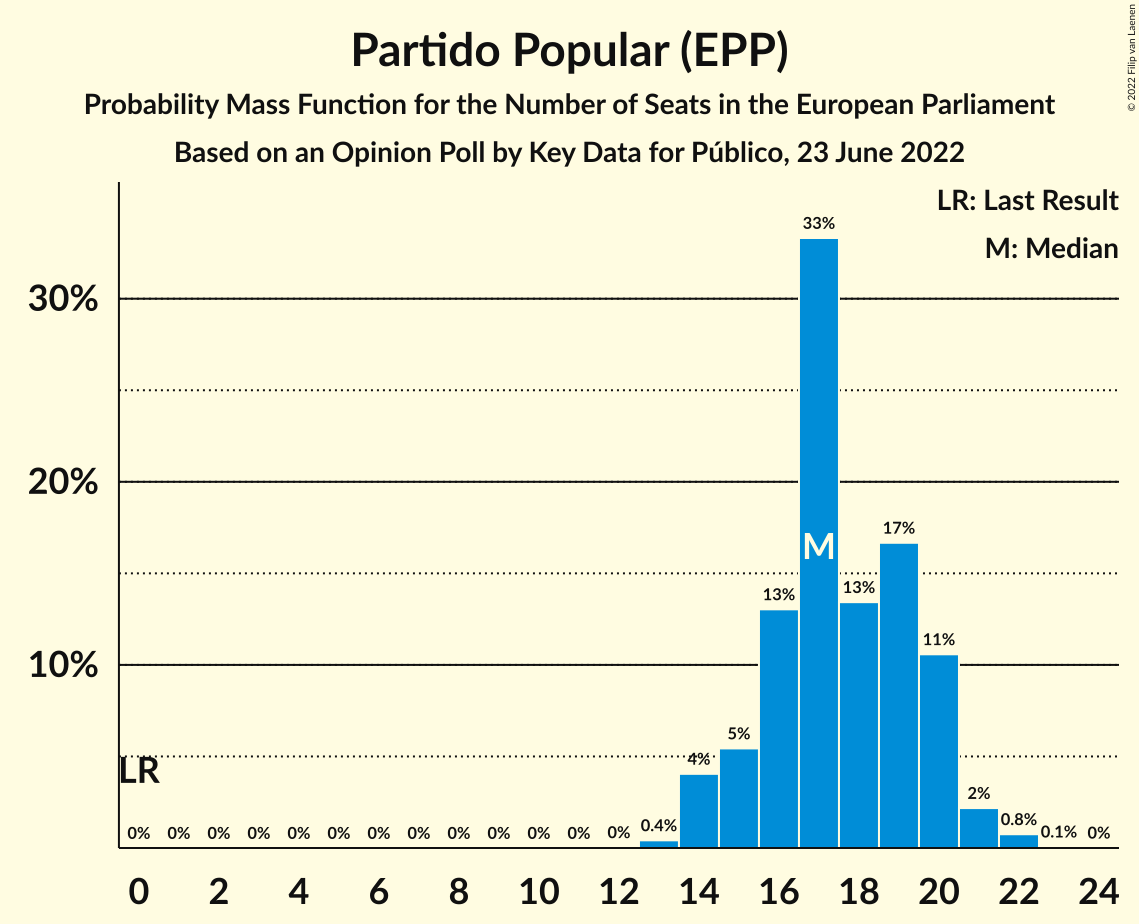 Partido Popular (EPP)
Probability Mass Function for the Number of Seats in the European Parliament
Based on an Opinion Poll by Key Data for Público, 23 June 2022
© 2022 Filip van Laenen
LR: Last Result
M: Median
30%
20%
10%
LR
M
0% 0% 0% 0% 0% 0% 0% 0% 0% 0% 0% 0% 0% 0.4% 4% 5% 13% 33% 13% 17% 11% 2% 0.8% 0.1% 0%
0 2 4 6 8 10 12 14 16 18 20 22 24